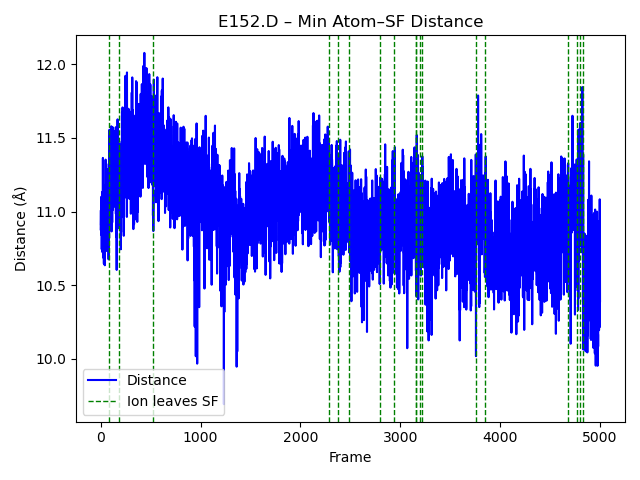 E152.D – Min Atom–SF Distance
Distance (Å)
12.0
11.5
11.0
10.5
10.0
Distance
Ion leaves SF
0
1000
2000
3000
4000
5000
Frame